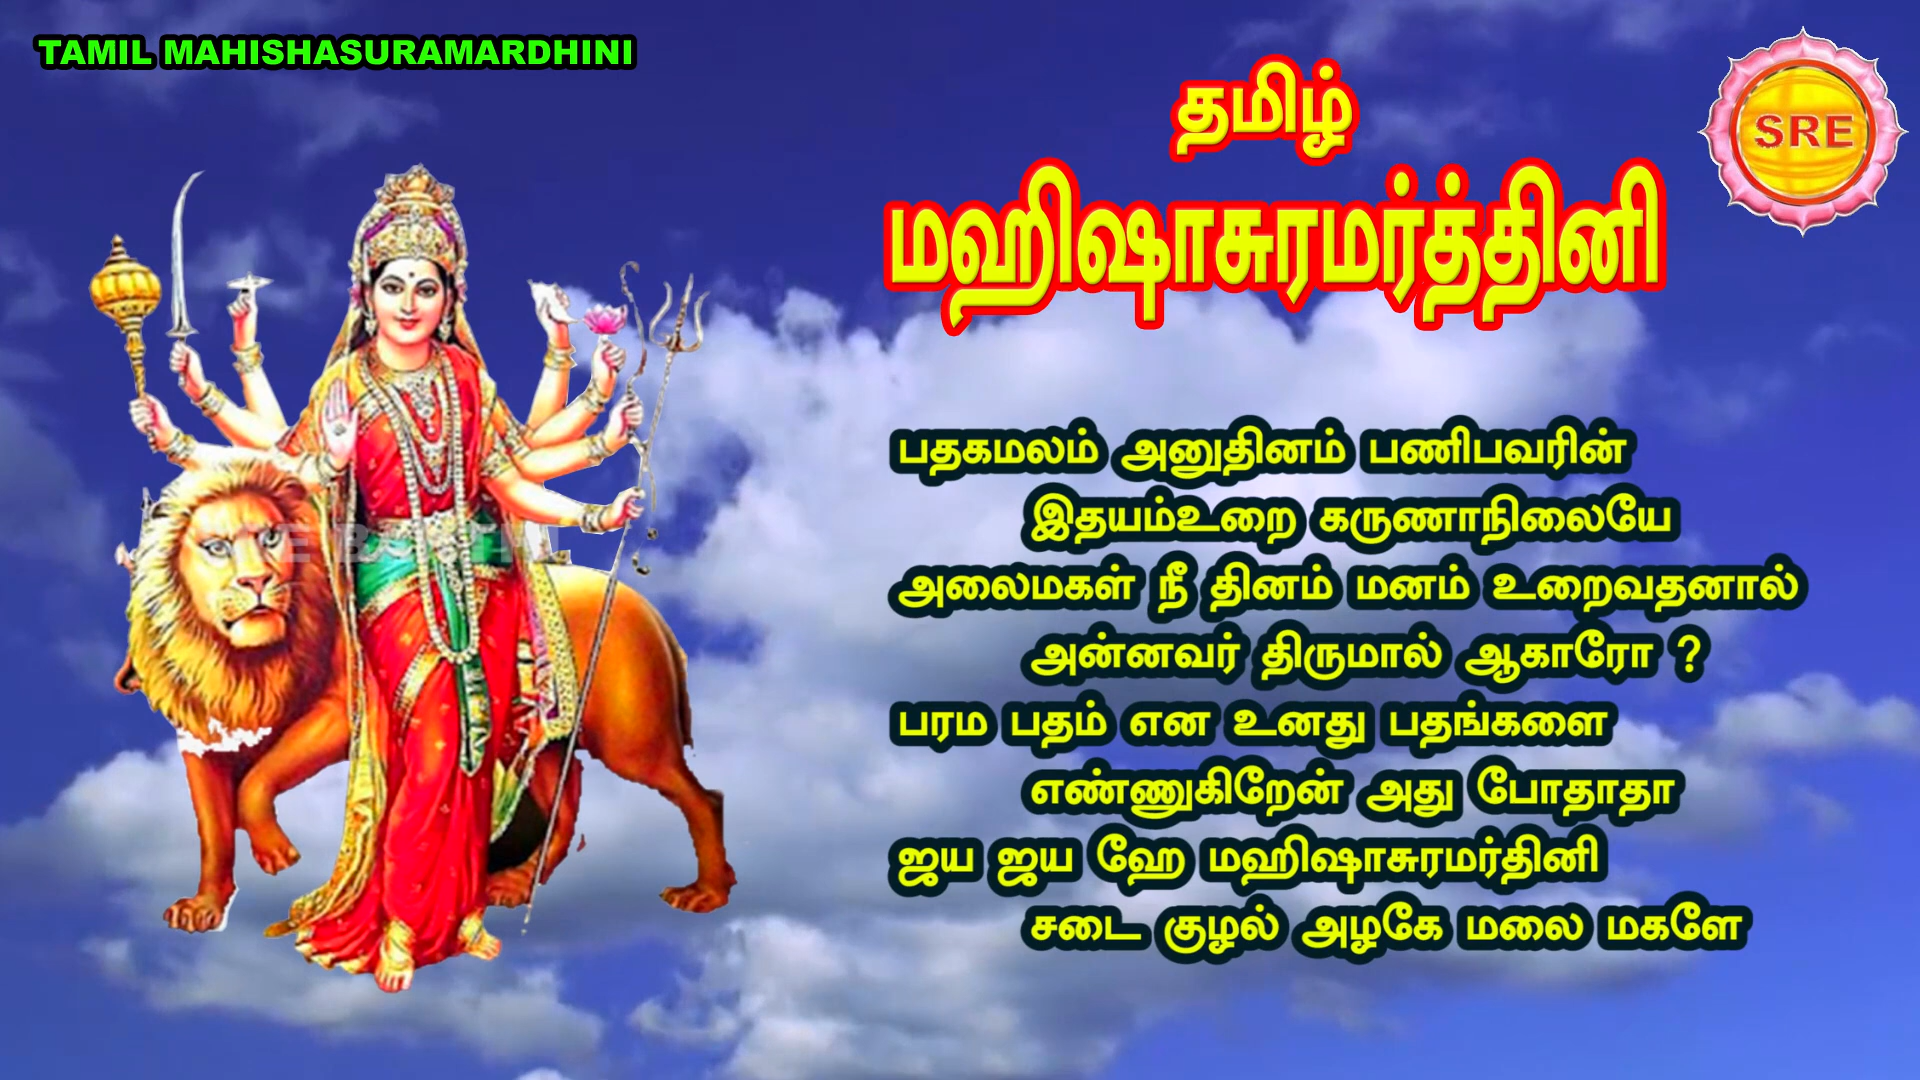 TAMIL MAHISHASURAMARDHINI
தமிழ்
SRE
மஹிஷாசுரமர்த்தினி
பதகமலம் அனுதினம் பணிபவரின்
இதயம்உறை கருணாநிலையே
அலைமகள் நீ தினம் மனம் உறைவதனால்
அன்னவர் திருமால் ஆகாரோ ?
பரம பதம் என உனது பதங்களை
எண்ணுகிறேன் அது போதாதா
ஜய ஜய ஹே மஹிஷாசுரமர்தினி
சடை குழல் அழகே மலை மகளே